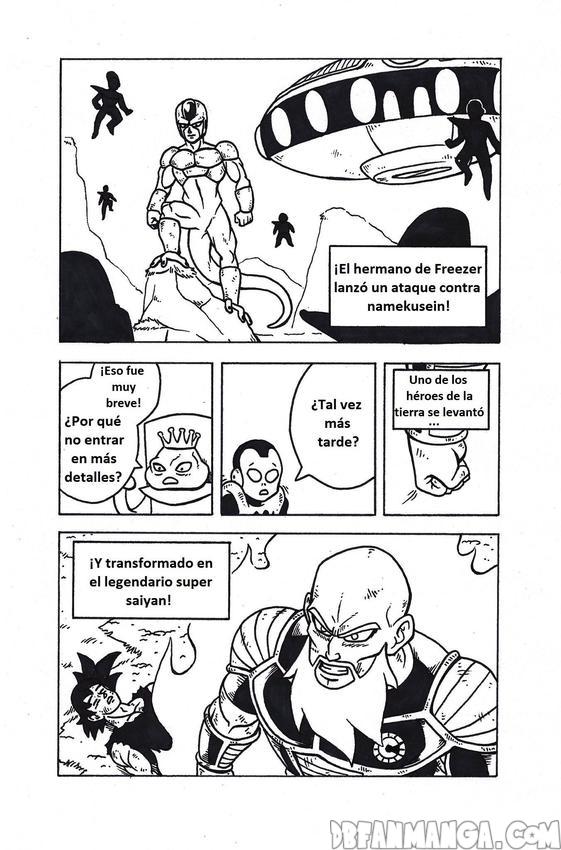 ¡El hermano de Freezer
lanzó un ataque contra
namekusein!
¡Eso fue
muy
breve!
¿Por qué
no entrar
en más
detalles?
¿Tal vez
más
tarde?
Uno de los
héroes de la
tierra se levantó
...
¡Y transformado en
el legendario super
saiyan!
DBFANMANGA.COM